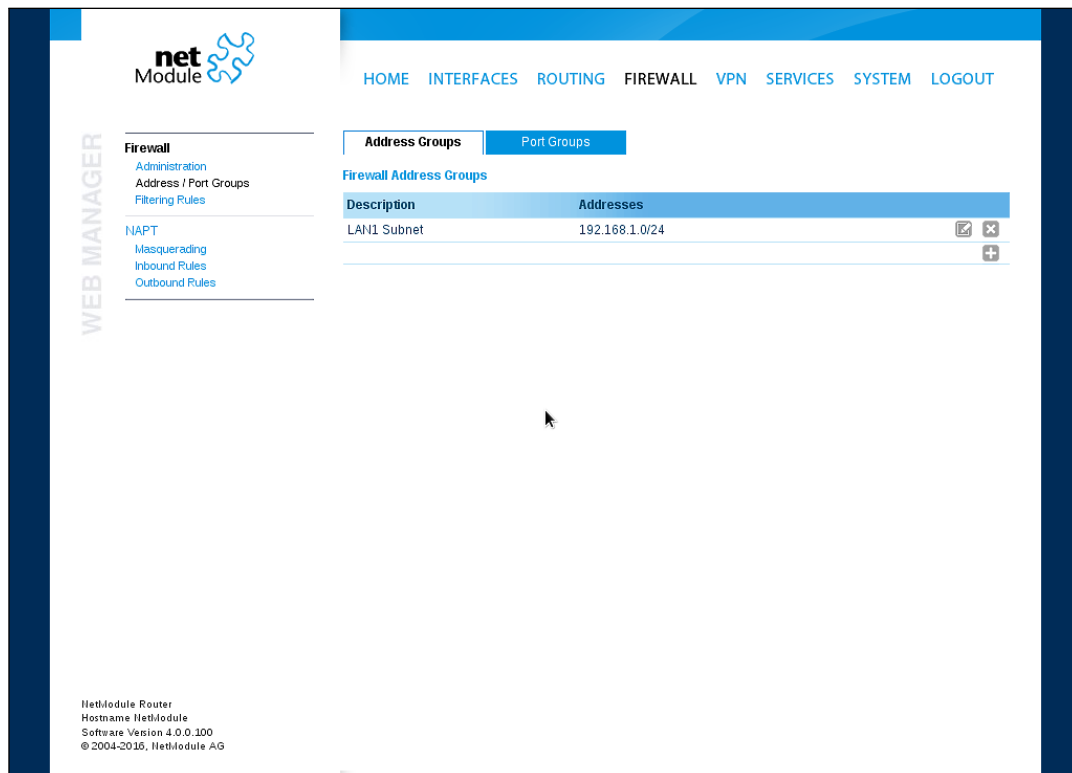 net
Module
HOME INTERFACES ROUTING FIREWALL VPN SERVICES SYSTEM LOGOUT
WEB MANAGER
Firewall
Administration
Address / Port Groups
Filtering Rules
NAPT
Masquerading
Inbound Rules
Outbound Rules
Address Groups Port Groups
Firewall Address Groups
Description Addresses
LAN1 Subnet 192.168.1.0/24
NetModule Router
Hostname NetModule
Software Version 4.0.0.100
© 2004-2016, NetModule AG